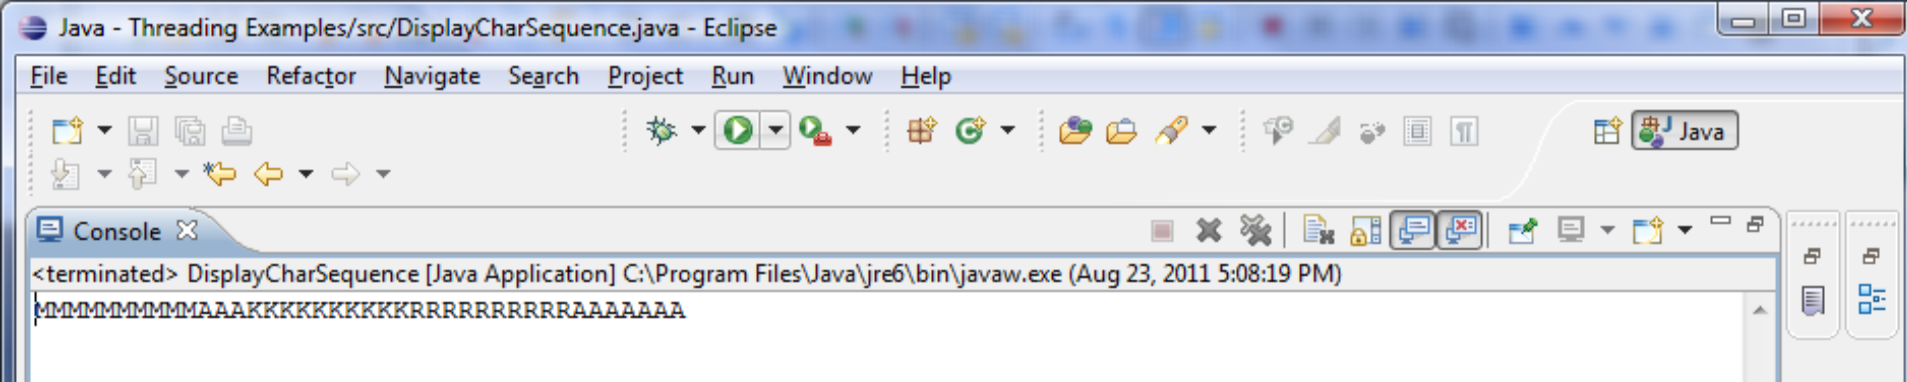 Java - Threading Examples/src/DisplayCharSequence.java - Eclipse
File Edit Source Refactor Navigate Search Project Run Window Help
Java
Console
<terminated> DisplayCharSequence [Java Application] C:\Program Files\Java\jre6\bin\javaw.exe (Aug 23, 2011 5:08:19 PM)
MMMMMMMMMMAAAKKKKKKKKKKRRRRRRRRRRAAAAAAA